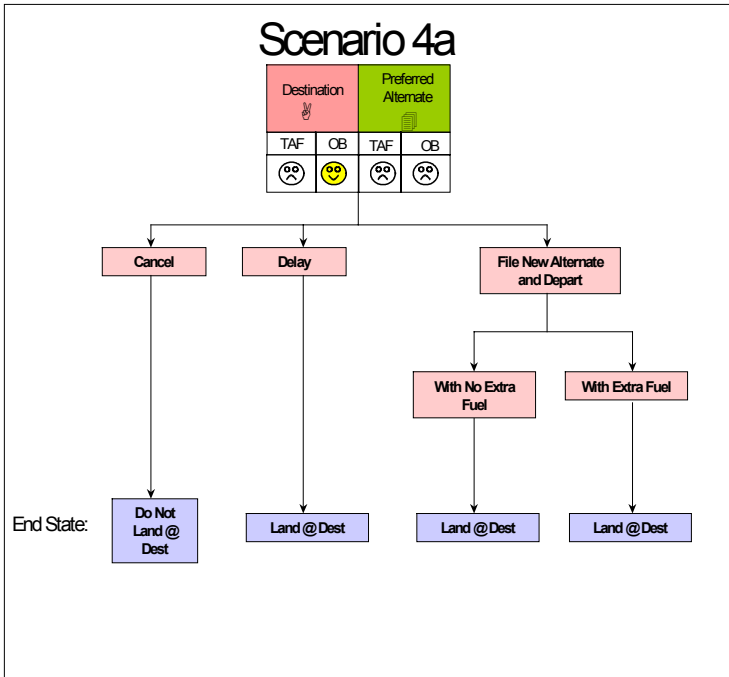 Scenario 4a
Destination
Preferred
Alternate
TAF OB TAF OB
Cancel
Delay
File New Alternate
and Depart
With No Extra
Fuel
With Extra Fuel
End State:
Do Not
Land @
Dest
Land @ Dest
Land @ Dest
Land @ Dest